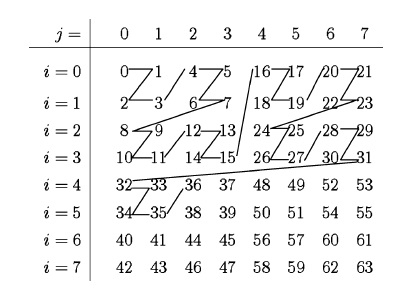 j = 0 1 2 3 4 5 6 7
i = 0 0 1 4 5 16 17 20 21
i = 1 2 3 6 7 18 19 22 23
i = 2 8 9 12 13 24 25 28 29
i = 3 10 11 14 15 26 27 30 31
i = 4 32 33 36 37 48 49 52 53
i = 5 34 35 38 39 50 51 54 55
i = 6 40 41 44 45 56 57 60 61
i = 7 42 43 46 47 58 59 62 63